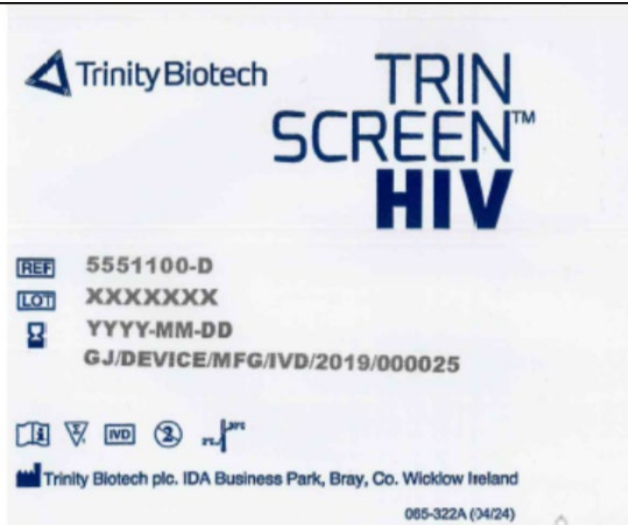 Trinity Biotech
TRIN
SCREEN™
HIV
REF 5551100-D
LOT XXXXXXX
YYYY-MM-DD
GJ/DEVICE/MFG/IVD/2019/000025
IVD 2
Trinity Biotech plc. IDA Business Park, Bray, Co. Wicklow Ireland
065-322A (04/24)